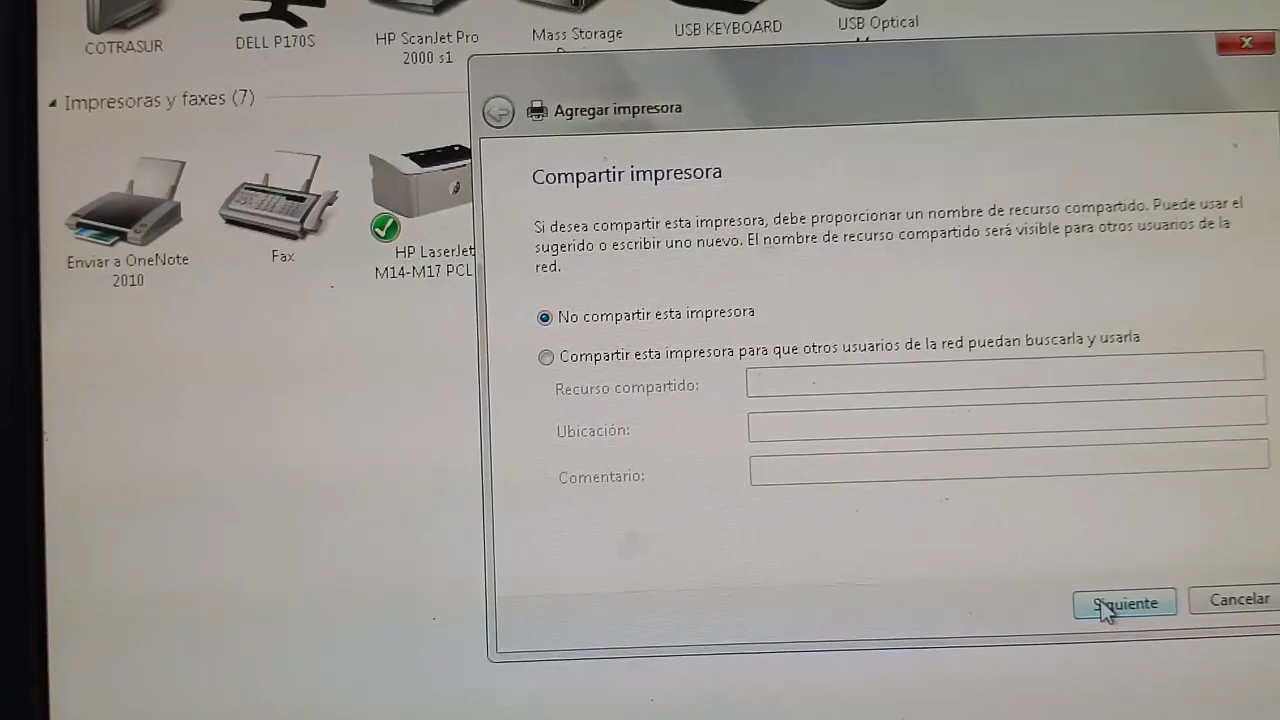 COTRASUR
DELL P170S
HP ScanJet Pro
2000 s1
Mass Storage
USB KEYBOARD
USB Optical
Impresoras y faxes (7)
Enviar a OneNote
2010
Fax
HP LaserJet
M14-M17 PCL
Agregar impresora
Compartir impresora
Si desea compartir esta impresora, debe proporcionar un nombre de recurso compartido. Puede usar el
sugerido o escribir uno nuevo. El nombre de recurso compartido será visible para otros usuarios de la
red.
No compartir esta impresora
Compartir esta impresora para que otros usuarios de la red puedan buscarla y usarla
Recurso compartido:
Ubicación:
Comentario:
Siguiente
Cancelar